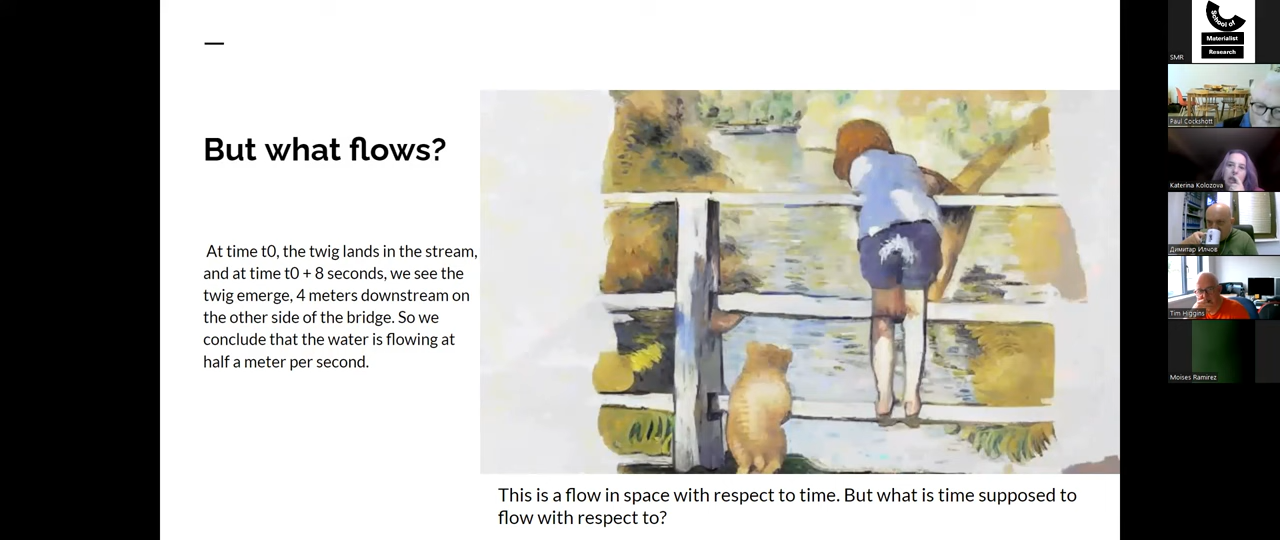 —
But what flows?
At time t0, the twig lands in the stream,
and at time t0 + 8 seconds, we see the
twig emerge, 4 meters downstream on
the other side of the bridge. So we
conclude that the water is flowing at
half a meter per second.
This is a flow in space with respect to time. But what is time supposed to
flow with respect to?
School of
Materialist
Research
SMR
Paul Cockshott
Katerina Kolozova
Димитар Илчов
Tim Higgins
Moises Ramirez